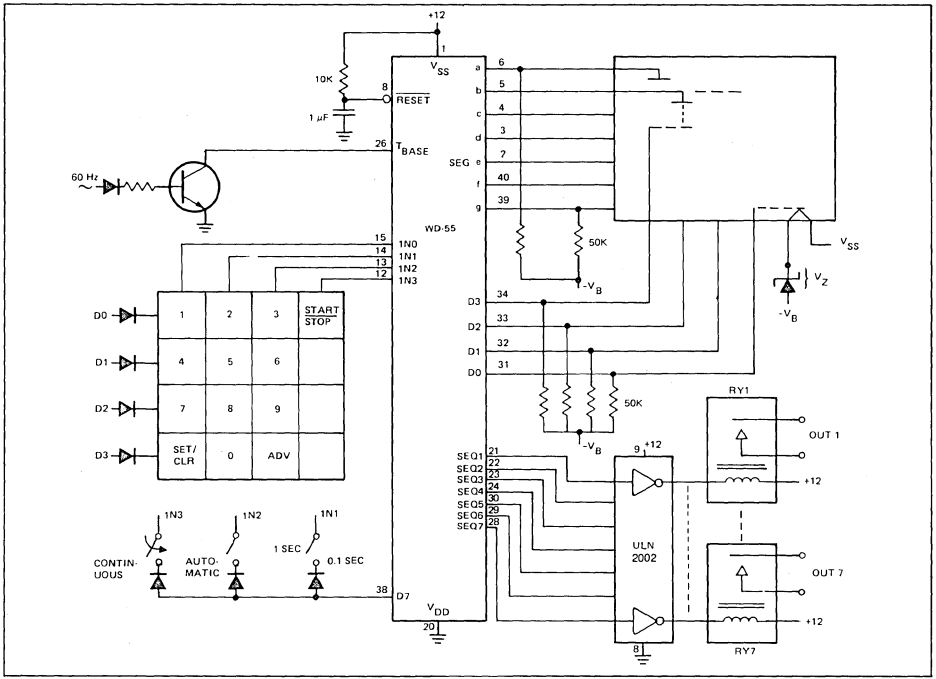 +12
1
VSS
10K
8
RESET
1 µF
26
TBASE
60 Hz
WD-55
6
a
5
b
4
c
3
d
7
SEG e
40
f
39
g
50K
-VB
VSS
VZ
-VB
15
1N0
14
1N1
13
1N2
12
1N3
D0
1
2
3
START
STOP
D1
4
5
6
D2
7
8
9
D3
SET/
CLR
0
ADV
34
D3
33
D2
32
D1
31
D0
50K
-VB
SEQ1 21
SEQ2 22
SEQ3 23
SEQ4 24
SEQ5 30
SEQ6 29
SEQ7 28
9
+12
ULN
2002
8
RY1
OUT 1
+12
OUT 7
+12
RY7
1N3
1N2
1N1
CONTIN-
UOUS
AUTO-
MATIC
1 SEC
0.1 SEC
38
D7
VDD
20